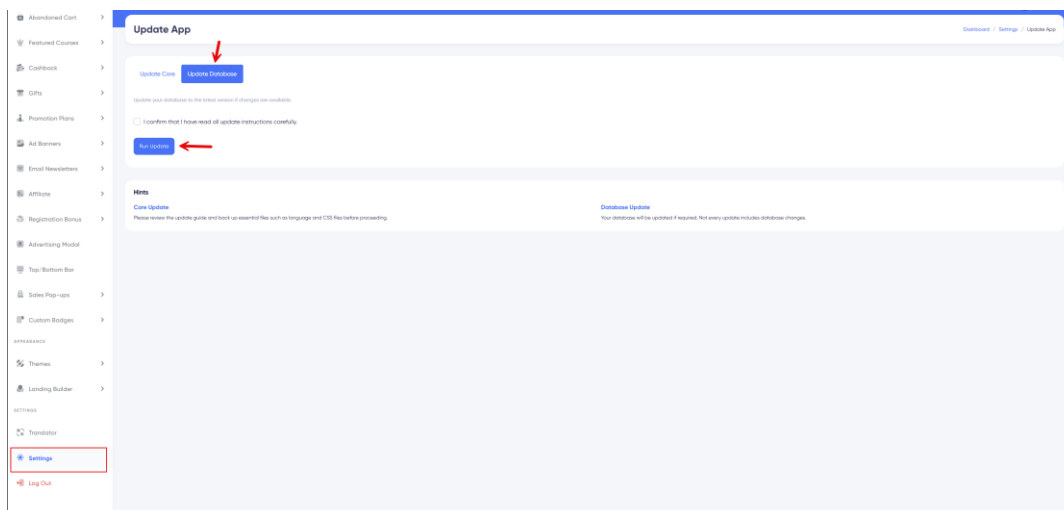 Abandoned Cart
Featured Courses
Cashback
Gifts
Promotion Plans
Ad Banners
Email Newsletters
Affiliate
Registration Bonus
Advertising Modal
Top/Bottom Bar
Sales Pop-ups
Custom Badges
APPEARANCE
Themes
Landing Builder
SETTINGS
Translator
Settings
Log Out
Update App
Dashboard / Settings / Update App
Update Core
Update Database
Update your database to the latest version if changes are available.
I confirm that I have read all update instructions carefully.
Run Update
Hints
Core Update
Please review the update guide and back up essential files such as language and CSS files before proceeding.
Database Update
Your database will be updated if required. Not every update includes database changes.